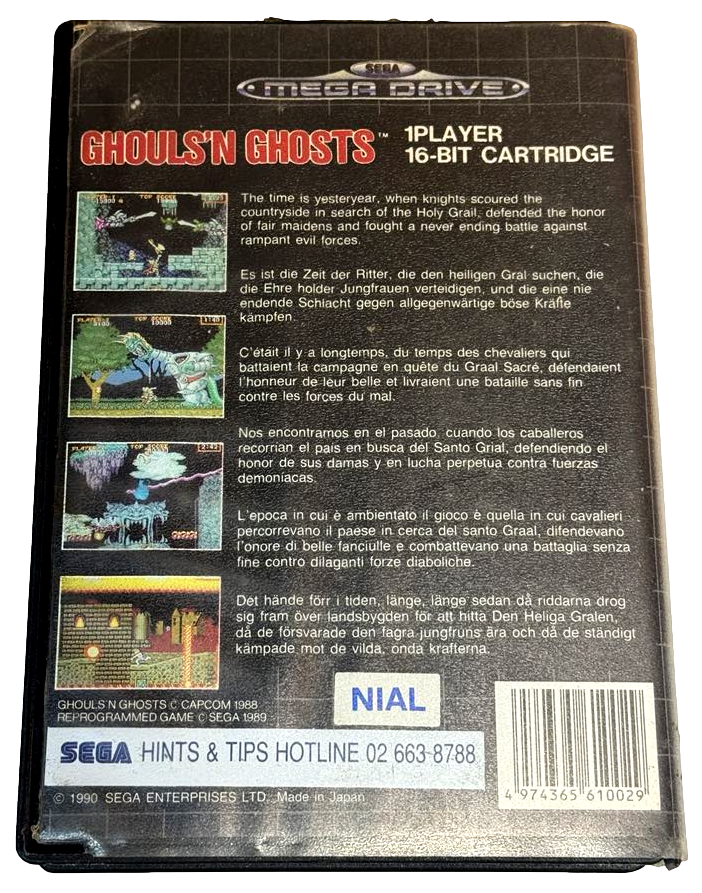 SEGA
MEGA DRIVE
GHOULS'N GHOSTS™
1PLAYER
16-BIT CARTRIDGE
The time is yesteryear, when knights scoured the
countryside in search of the Holy Grail, defended the honor
of fair maidens and fought a never ending battle against
rampant evil forces.
Es ist die Zeit der Ritter, die den heiligen Gral suchen, die
die Ehre holder Jungfrauen verteidigen, und die eine nie
endende Schlacht gegen allgegenwärtige böse Kräfte
kämpfen.
C'était il y a longtemps, du temps des chevaliers qui
battaient la campagne en quête du Graal Sacré, défendaient
l'honneur de leur belle et livraient une bataille sans fin
contre les forces du mal.
Nos encontramos en el pasado, cuando los caballeros
recorrian el pais en busca del Santo Grial, defendiendo el
honor de sus damas y en lucha perpetua contra fuerzas
demoniacas.
L'epoca in cui è ambientato il gioco è quella in cui cavalieri
percorrevano il paese in cerca del santo Graal, difendevano
l'onore di belle fanciulle e combattevano una battaglia senza
fine contro dilaganti forze diaboliche.
Det hände förr i tiden, länge, länge sedan då riddarna drog
sig fram över landsbygden för att hitta Den Heliga Gralen,
då de försvarade den fagra jungfruns ära och då de ständigt
kämpade mot de vilda, onda krafterna.
GHOULS'N GHOSTS © CAPCOM 1988
REPROGRAMMED GAME © SEGA 1989
NIAL
SEGA HINTS & TIPS HOTLINE 02 663-8788
© 1990 SEGA ENTERPRISES LTD. Made in Japan
4 974365 610029